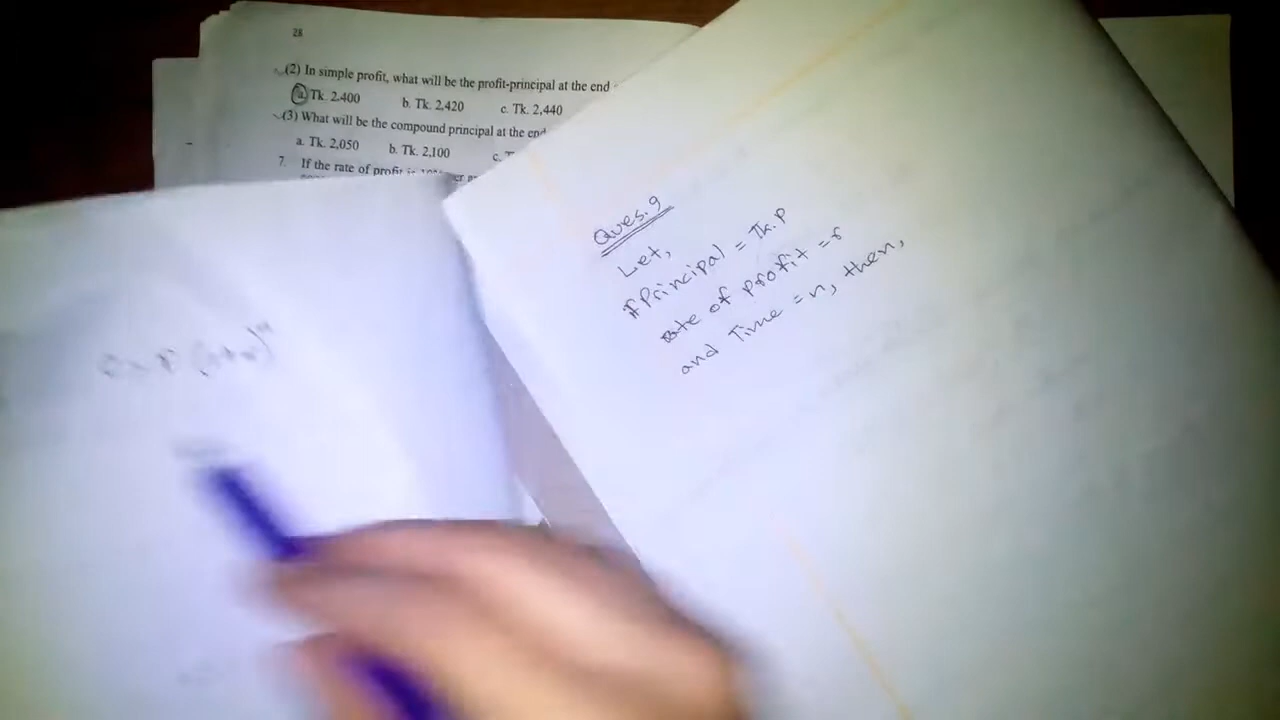 28
(2) In simple profit, what will be the profit-principal at the end
a. Tk. 2,400 b. Tk. 2,420 c. Tk. 2,440
(3) What will be the compound principal at the end
a. Tk. 2,050 b. Tk. 2,100 c.
7. If the rate of profit is 10%
Ques. 9
Let,
if Principal = Tk. P
rate of profit = r
and Time = n, then,